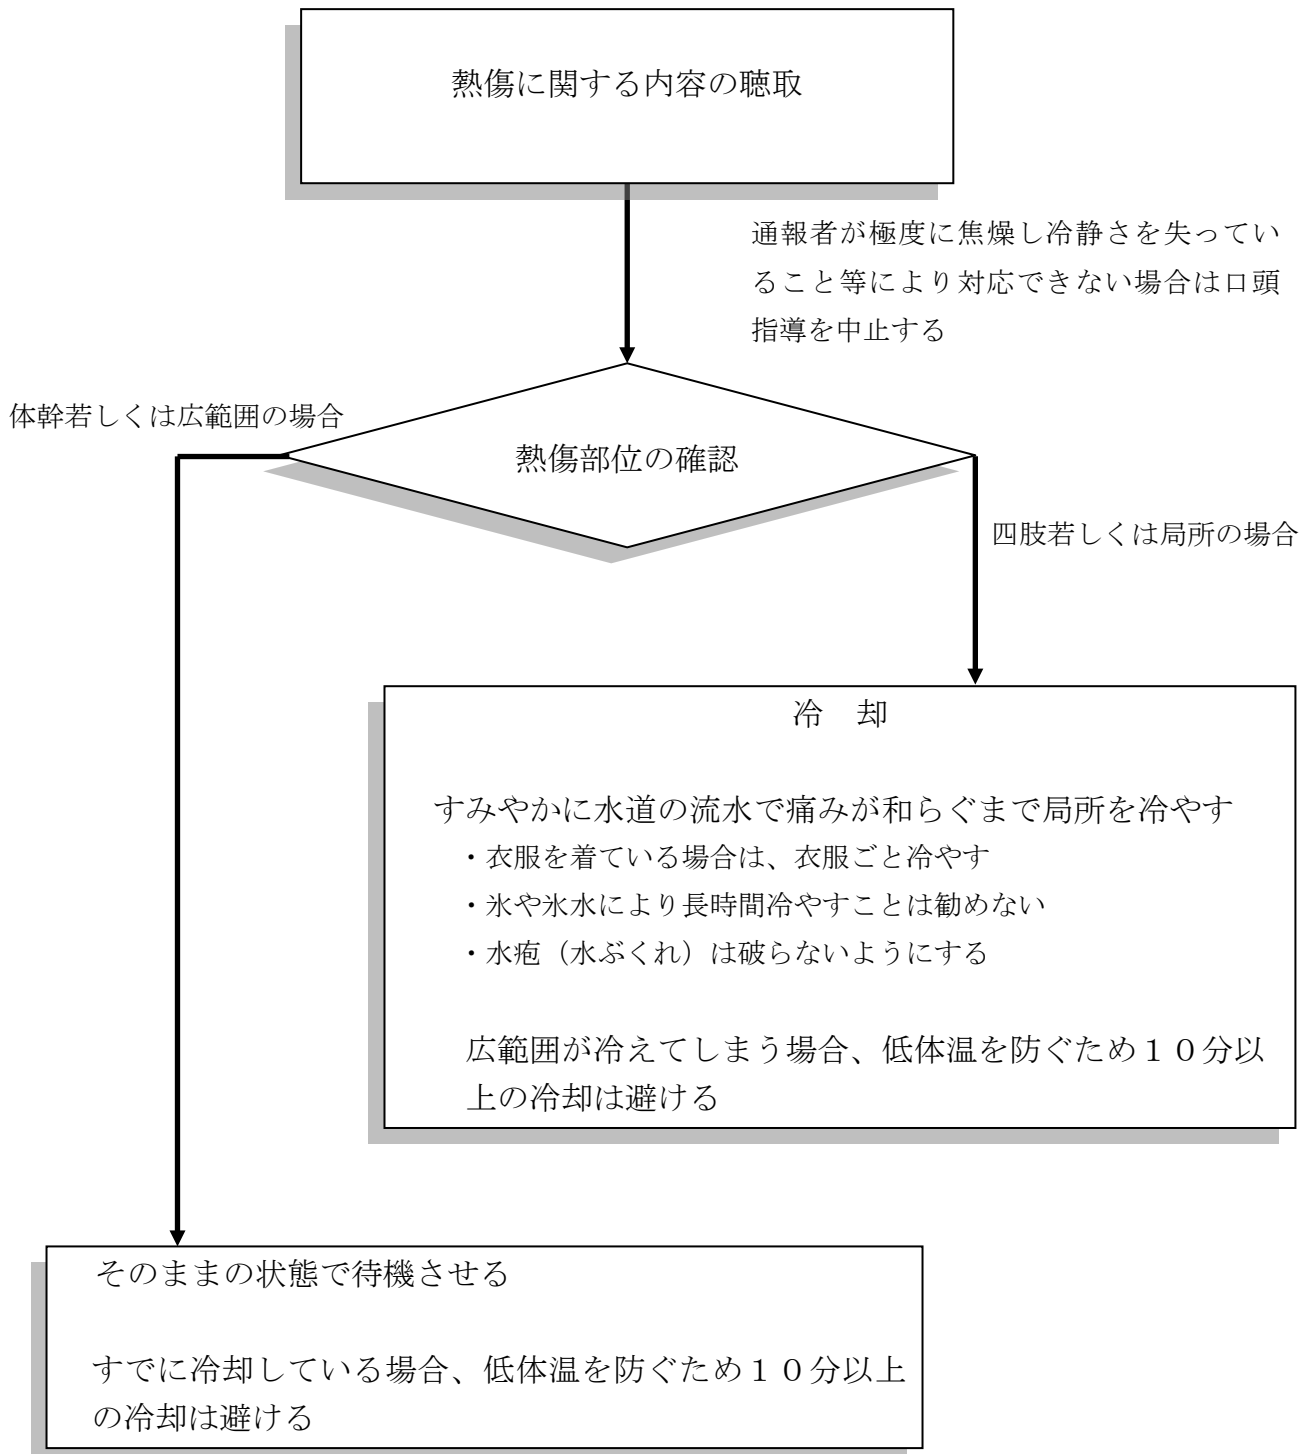 熱傷に関する内容の聴取
通報者が極度に焦燥し冷静さを失ってい
ること等により対応できない場合は口頭
指導を中止する
体幹若しくは広範囲の場合
熱傷部位の確認
四肢若しくは局所の場合
冷　却
すみやかに水道の流水で痛みが和らぐまで局所を冷やす
・衣服を着ている場合は、衣服ごと冷やす
・氷や氷水により長時間冷やすことは勧めない
・水疱（水ぶくれ）は破らないようにする
広範囲が冷えてしまう場合、低体温を防ぐため１０分以
上の冷却は避ける
そのままの状態で待機させる
すでに冷却している場合、低体温を防ぐため１０分以上
の冷却は避ける